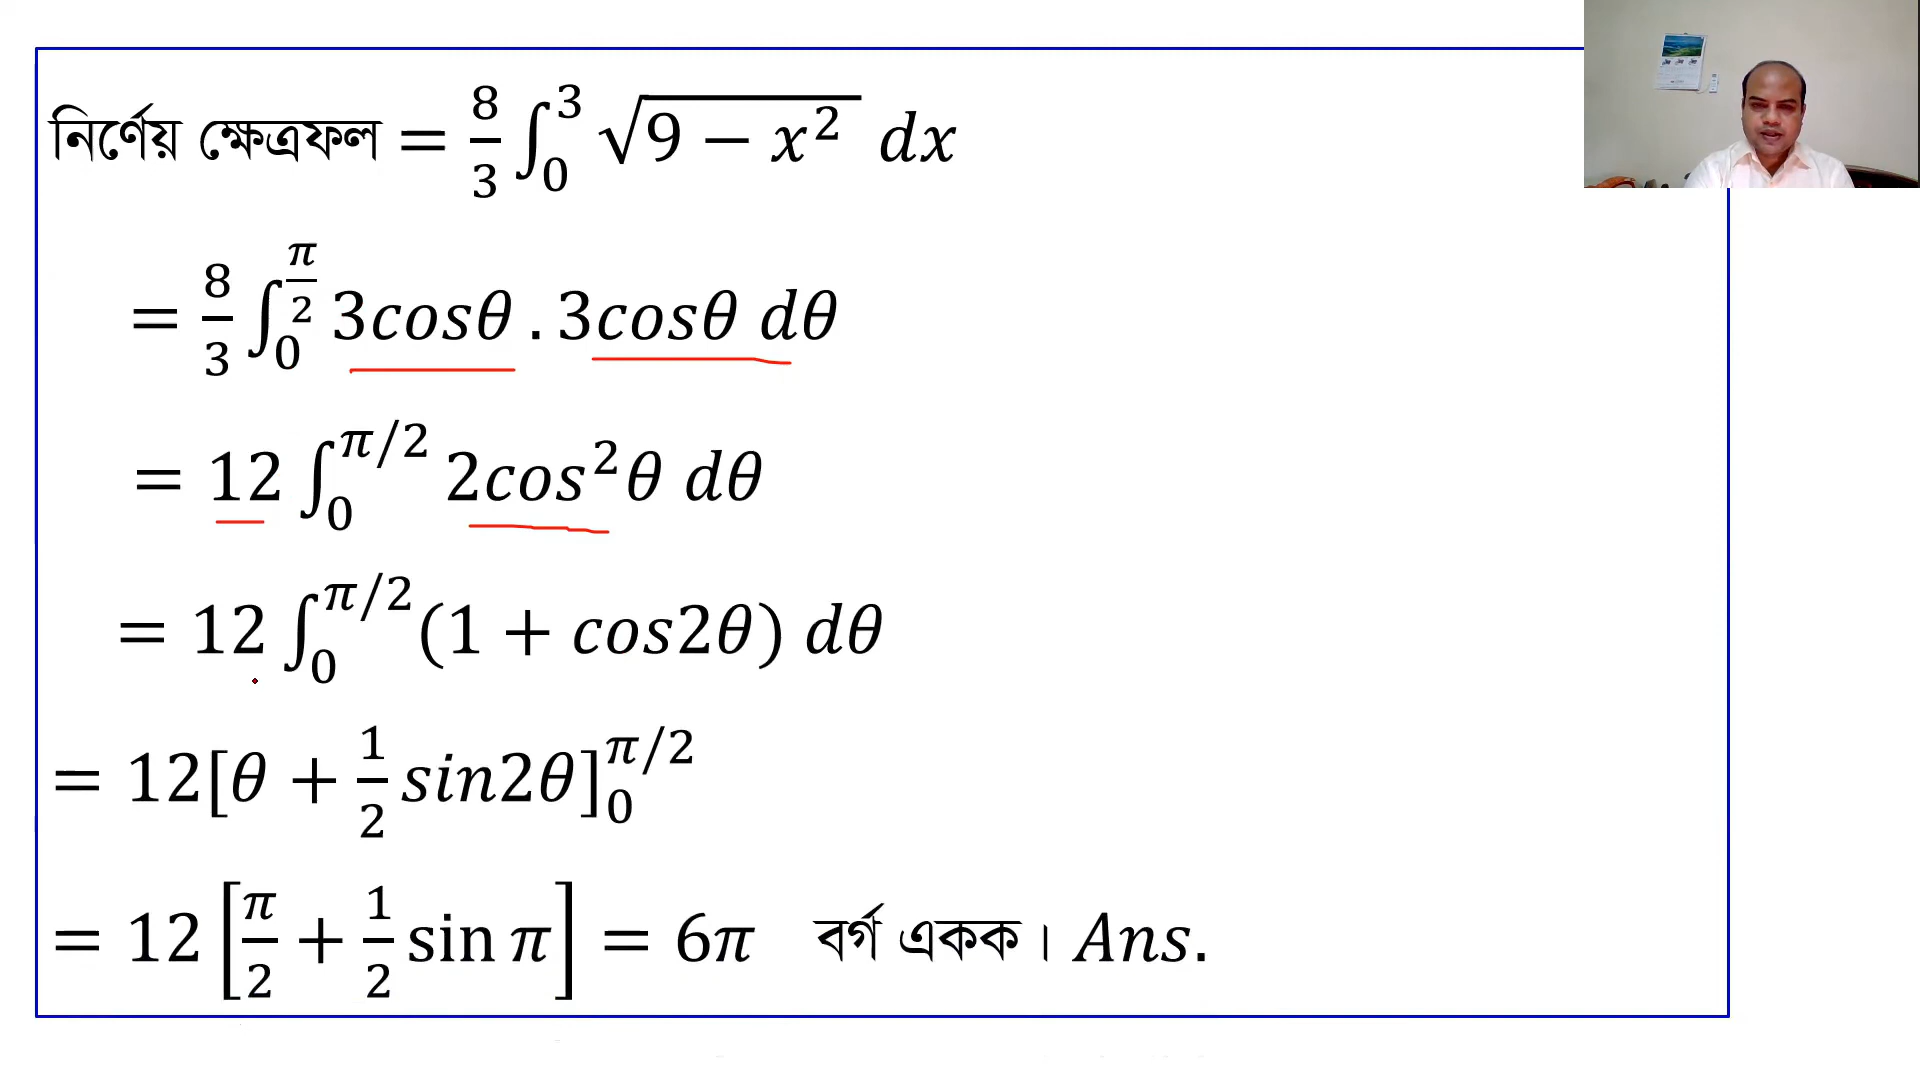 নির্ণেয় ক্ষেত্রফল = 8/3 ∫₀³ √(9 − x²) dx
= 8/3 ∫₀^(π/2) 3cosθ . 3cosθ dθ
= 12 ∫₀^(π/2) 2cos²θ dθ
= 12 ∫₀^(π/2) (1 + cos2θ) dθ
= 12[θ + 1/2 sin2θ]₀^(π/2)
= 12 [π/2 + 1/2 sin π] = 6π বর্গ একক। Ans.